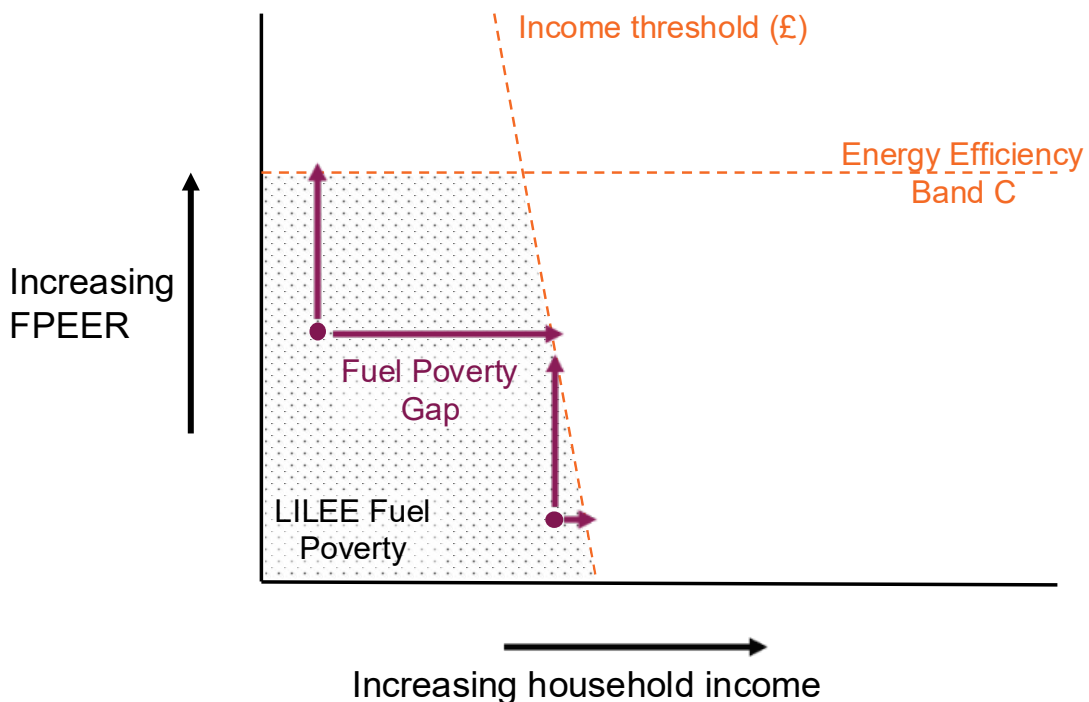 Income threshold (£)
Energy Efficiency
Band C
Increasing
FPEER
Fuel Poverty
Gap
LILEE Fuel
Poverty
Increasing household income